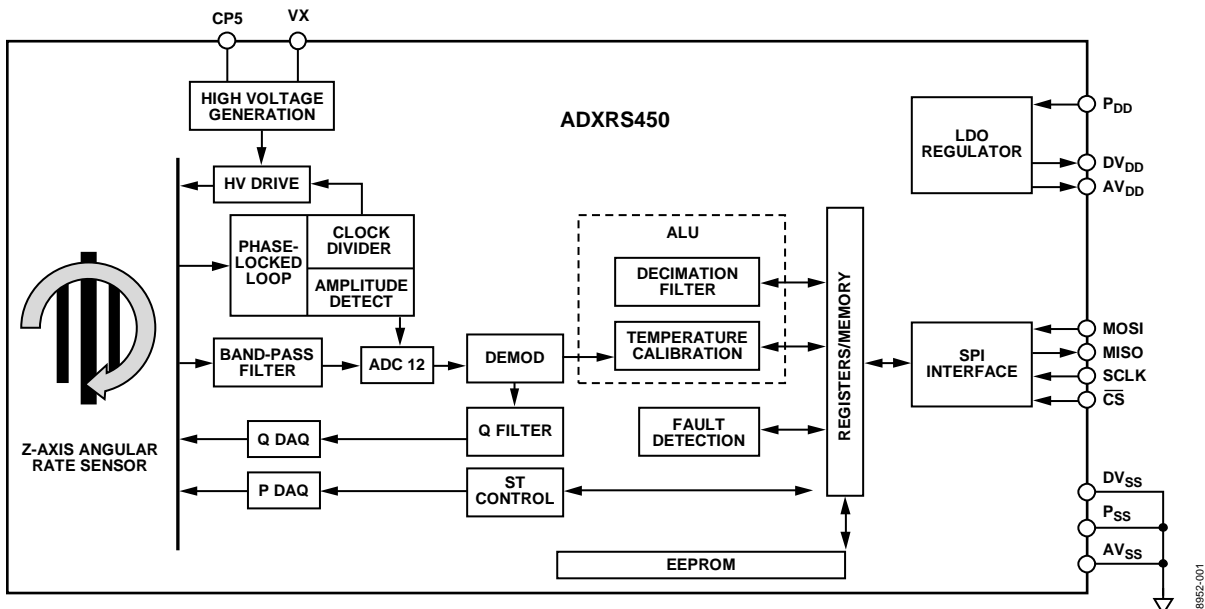 CP5
VX
HIGH VOLTAGE
GENERATION
ADXRS450
LDO
REGULATOR
PDD
DVDD
AVDD
HV DRIVE
PHASE-
LOCKED
LOOP
CLOCK
DIVIDER
AMPLITUDE
DETECT
ALU
DECIMATION
FILTER
TEMPERATURE
CALIBRATION
REGISTERS/MEMORY
BAND-PASS
FILTER
ADC 12
DEMOD
SPI
INTERFACE
MOSI
MISO
SCLK
CS
Z-AXIS ANGULAR
RATE SENSOR
Q DAQ
Q FILTER
FAULT
DETECTION
P DAQ
ST
CONTROL
EEPROM
DVSS
PSS
AVSS
8952-001